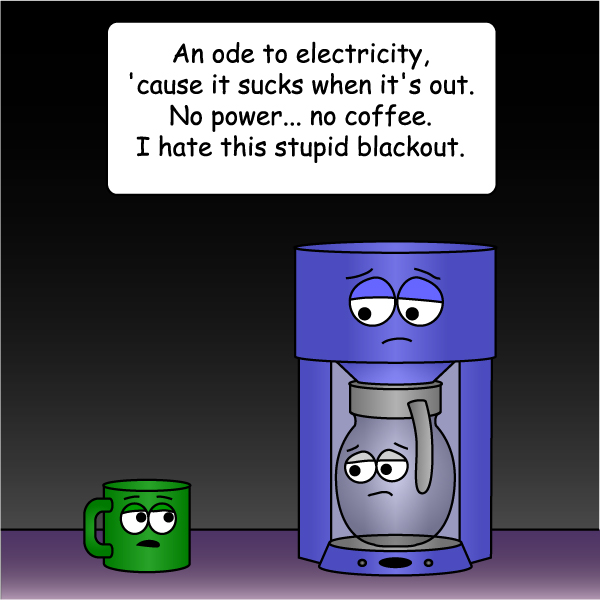 An ode to electricity,
'cause it sucks when it's out.
No power... no coffee.
I hate this stupid blackout.